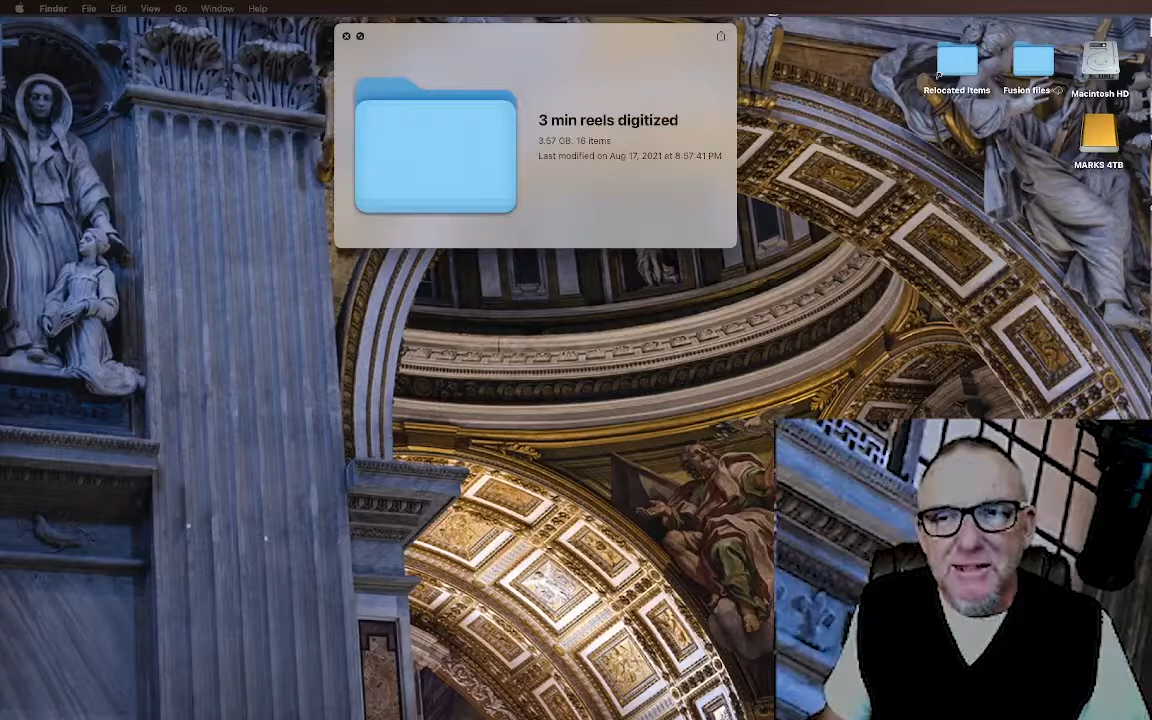 Finder File Edit View Go Window Help
3 min reels digitized
3.57 GB, 16 items
Last modified on Aug 17, 2021 at 8:57:41 PM
Relocated Items
Fusion files
Macintosh HD
MARKS 4TB